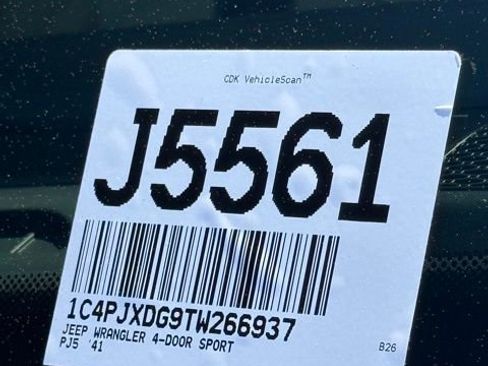 CDK VehicleScan™
J5561
1C4PJXDG9TW266937
JEEP WRANGLER 4-DOOR SPORT
PJ5 '41
B26